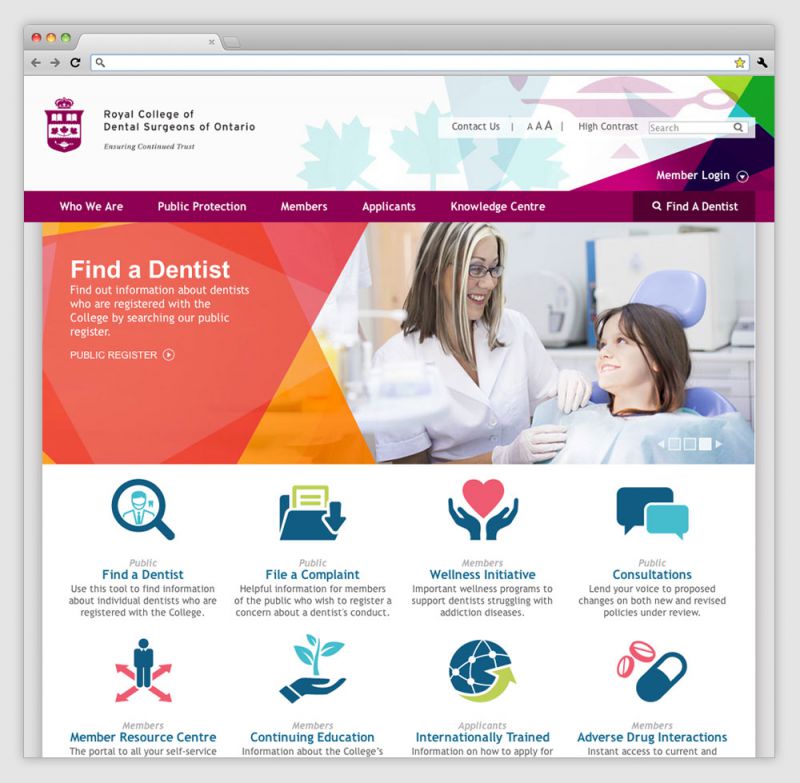 Royal College of
Dental Surgeons of Ontario
Ensuring Continued Trust
Contact Us | A A A | High Contrast Search
Member Login
Who We Are Public Protection Members Applicants Knowledge Centre Find A Dentist
Find a Dentist
Find out information about dentists
who are registered with the
College by searching our public
register.
PUBLIC REGISTER
Public
Find a Dentist
Use this tool to find information
about individual dentists who are
registered with the College.
Public
File a Complaint
Helpful information for members
of the public who wish to register a
concern about a dentist's conduct.
Members
Wellness Initiative
Important wellness programs to
support dentists struggling with
addiction diseases.
Public
Consultations
Lend your voice to proposed
changes on both new and revised
policies under review.
Members
Member Resource Centre
The portal to all your self-service
Members
Continuing Education
Information about the College's
Applicants
Internationally Trained
Information on how to apply for
Members
Adverse Drug Interactions
Instant access to current and